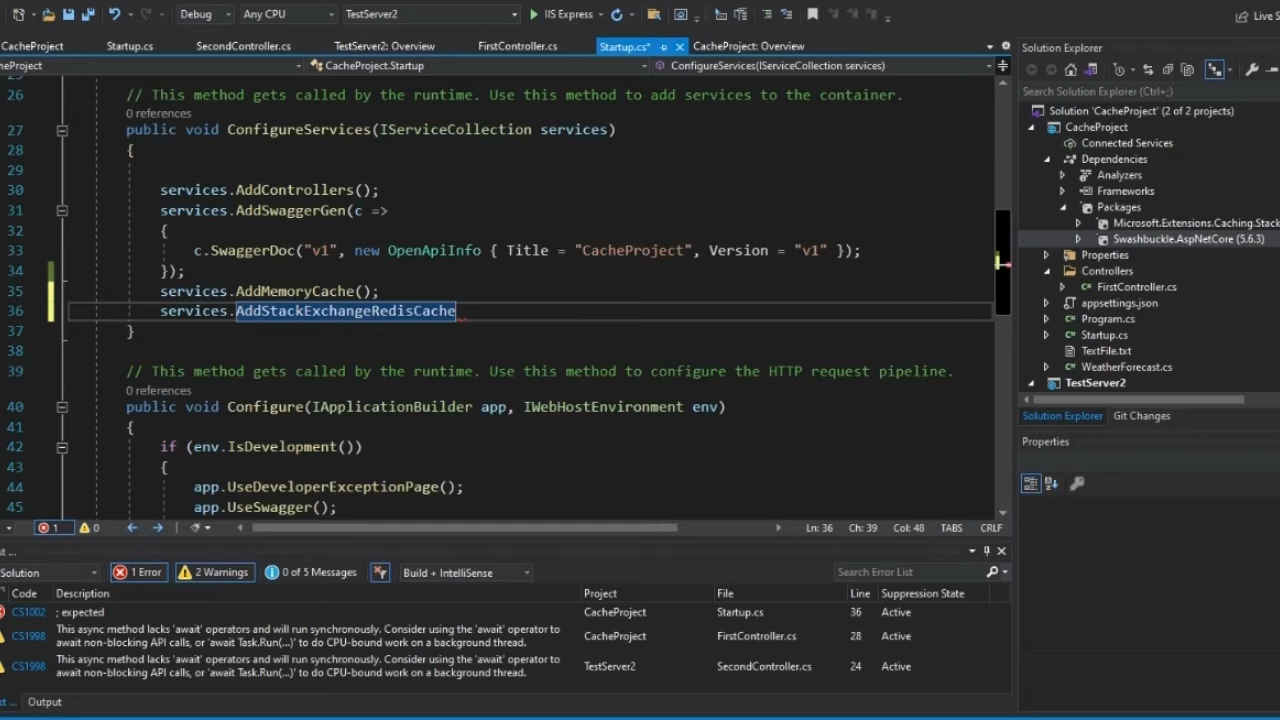 Debug Any CPU TestServer2 IIS Express Live S
CacheProject Startup.cs SecondController.cs TestServer2: Overview FirstController.cs Startup.cs* CacheProject: Overview
heProject CacheProject.Startup ConfigureServices(IServiceCollection services)
26 // This method gets called by the runtime. Use this method to add services to the container.
0 references
27 public void ConfigureServices(IServiceCollection services)
28 {
29
30 services.AddControllers();
31 services.AddSwaggerGen(c =>
32 {
33 c.SwaggerDoc("v1", new OpenApiInfo { Title = "CacheProject", Version = "v1" });
34 });
35 services.AddMemoryCache();
36 services.AddStackExchangeRedisCache
37 }
38
39 // This method gets called by the runtime. Use this method to configure the HTTP request pipeline.
0 references
40 public void Configure(IApplicationBuilder app, IWebHostEnvironment env)
41 {
42 if (env.IsDevelopment())
43 {
44 app.UseDeveloperExceptionPage();
45 app.UseSwagger();
1 0 Ln: 36 Ch: 39 Col: 48 TABS CRLF
Solution Explorer
Search Solution Explorer (Ctrl+;)
Solution 'CacheProject' (2 of 2 projects)
CacheProject
Connected Services
Dependencies
Analyzers
Frameworks
Packages
Microsoft.Extensions.Caching.Stack
Swashbuckle.AspNetCore (5.6.3)
Properties
Controllers
FirstController.cs
appsettings.json
Program.cs
Startup.cs
TextFile.txt
WeatherForecast.cs
TestServer2
Solution Explorer Git Changes
Properties
t ...
Solution 1 Error 2 Warnings 0 of 5 Messages Build + IntelliSense Search Error List
Code Description Project File Line Suppression State
CS1002 ; expected CacheProject Startup.cs 36 Active
CS1998 This async method lacks 'await' operators and will run synchronously. Consider using the 'await' operator to CacheProject FirstController.cs 28 Active
await non-blocking API calls, or 'await Task.Run(...)' to do CPU-bound work on a background thread.
CS1998 This async method lacks 'await' operators and will run synchronously. Consider using the 'await' operator to TestServer2 SecondController.cs 24 Active
await non-blocking API calls, or 'await Task.Run(...)' to do CPU-bound work on a background thread.
st ... Output